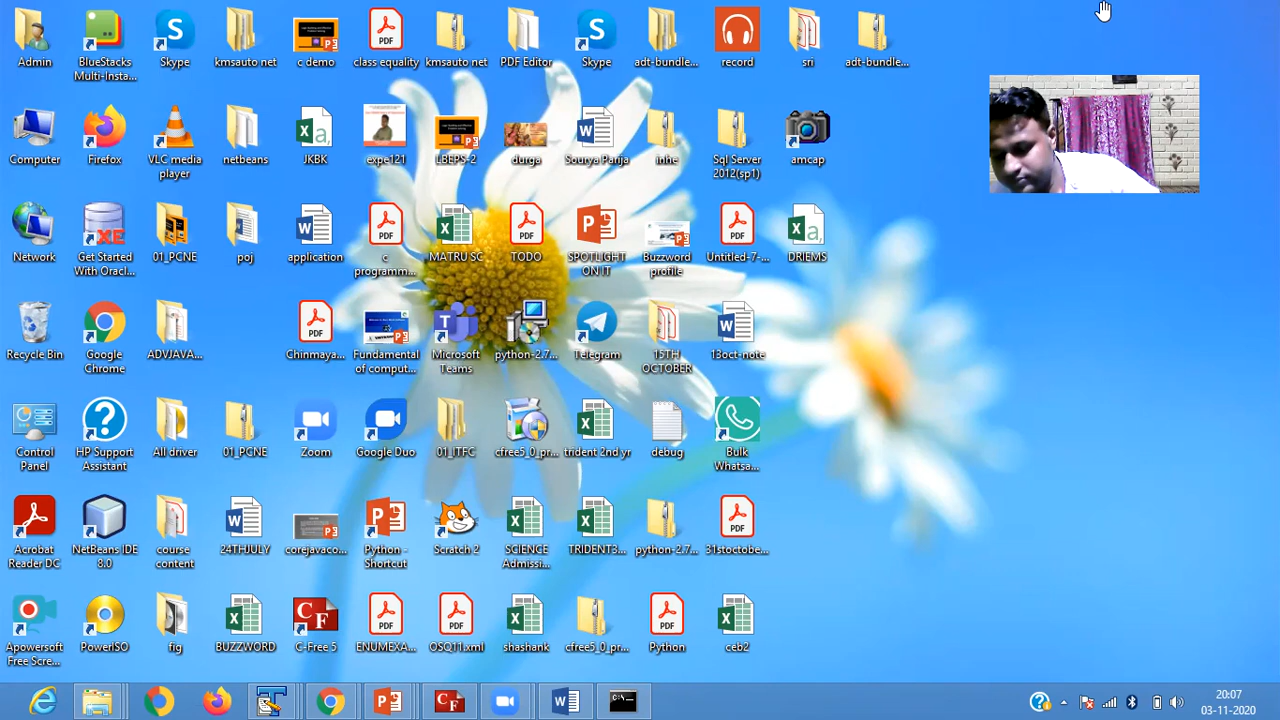 Admin
BlueStacks
Multi-Insta...
Skype
kmsauto net
c demo
class equality
kmsauto net
PDF Editor
Skype
adt-bundle...
record
sri
adt-bundle...
Computer
Firefox
VLC media
player
netbeans
JKBK
expe121
LBEPS-2
durga
Sourya Parija
inhe
Sql Server
2012(sp1)
amcap
Network
Get Started
With Oracl...
01_PCNE
poj
application
c
programm...
MATRU SC
TODO
SPOTLIGHT
ON IT
Buzzword
profile
Untitled-7-...
DRIEMS
Recycle Bin
Google
Chrome
ADVJAVA...
Chinmaya...
Fundamental
of comput...
Microsoft
Teams
python-2.7...
Telegram
15TH
OCTOBER
13oct-note
Control
Panel
HP Support
Assistant
All driver
01_PCNE
Zoom
Google Duo
01_ITFC
cfree5_0_pr...
trident 2nd yr
debug
Bulk
Whatsa...
Acrobat
Reader DC
NetBeans IDE
8.0
course
content
24THJULY
corejavaco...
Python -
Shortcut
Scratch 2
SCIENCE
Admissi...
TRIDENT3...
python-2.7...
31stoctobe...
Apowersoft
Free Scre...
PowerISO
fig
BUZZWORD
C-Free 5
ENUMEXA...
OSQ11.xml
shashank
cfree5_0_pr...
Python
ceb2
20:07
03-11-2020